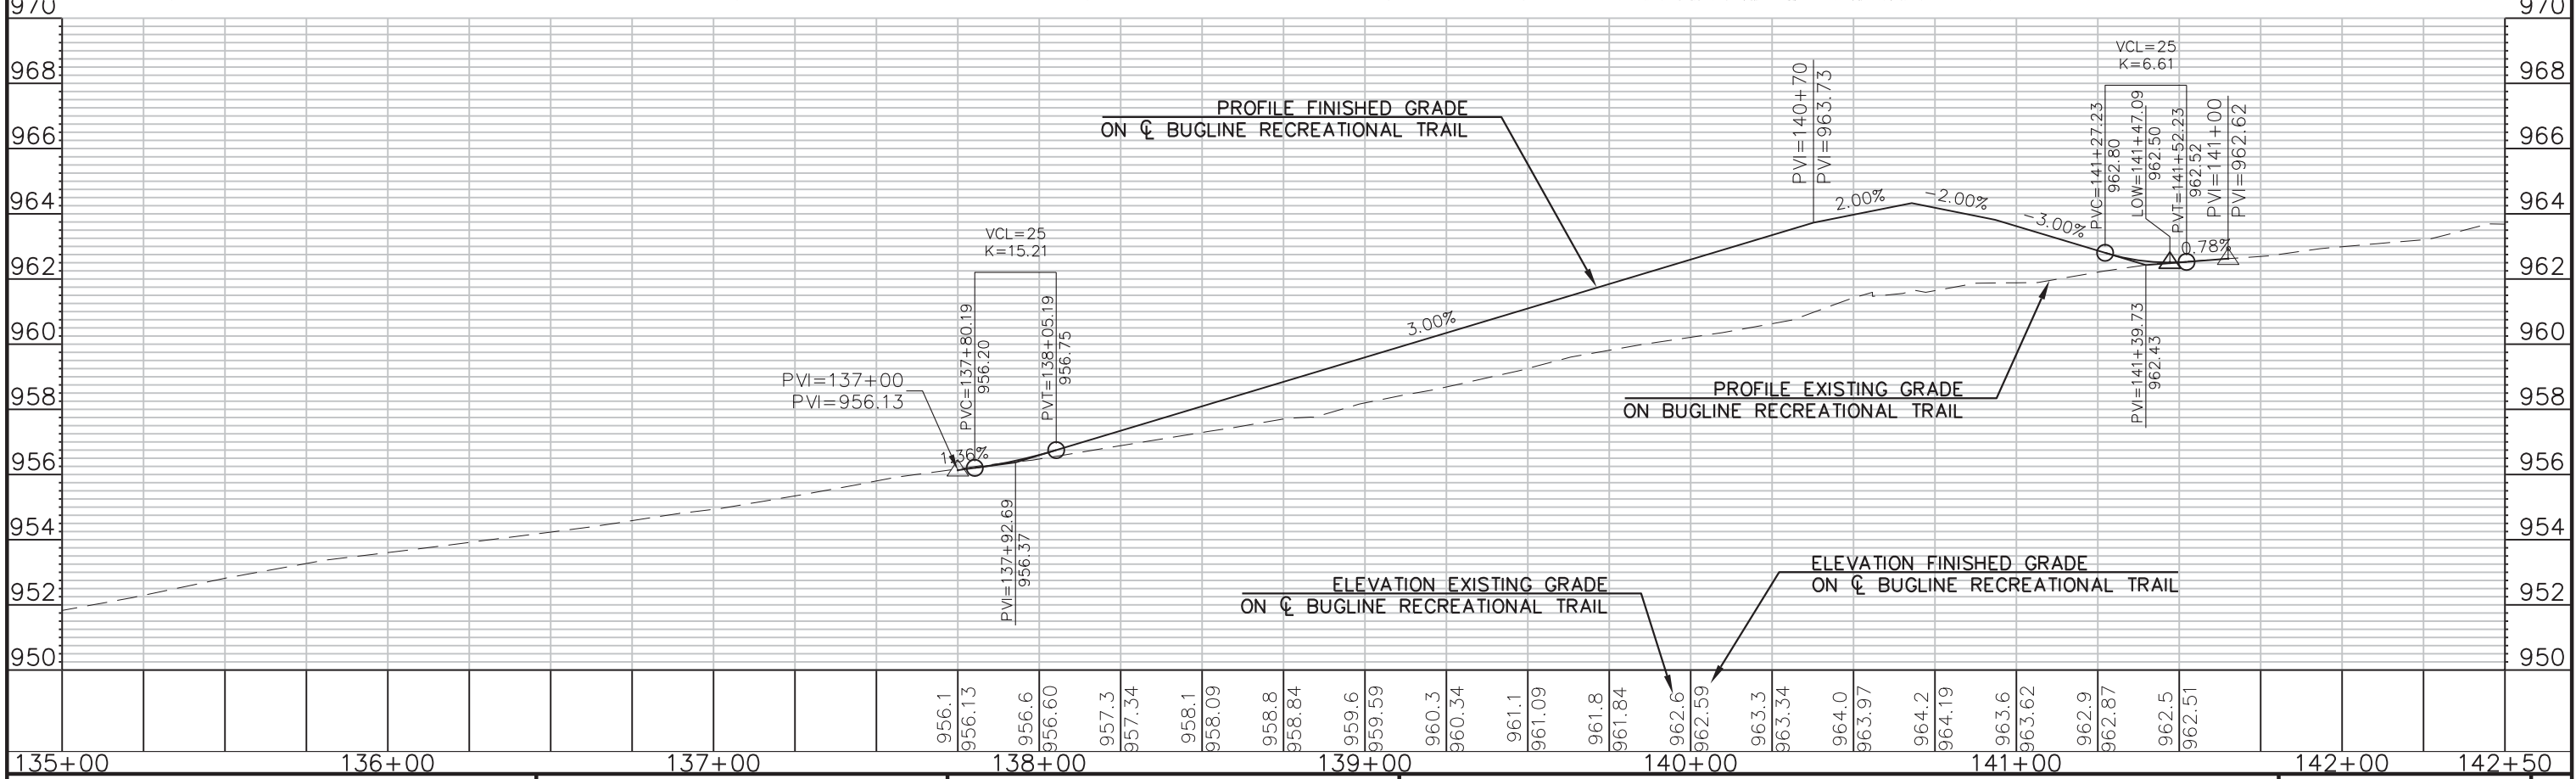 970
968
966
964
962
960
958
956
954
952
950
970
968
966
964
962
960
958
956
954
952
950
PROFILE FINISHED GRADE
ON ℄ BUGLINE RECREATIONAL TRAIL
VCL=25
K=15.21
PVC=137+80.19
956.20
PVT=138+05.19
956.75
PVI=137+00
PVI=956.13
1.36%
PVI=137+92.69
956.37
3.00%
PVI=140+70
PVI=963.73
2.00%
-2.00%
-3.00%
VCL=25
K=6.61
PVC=141+27.23
962.80
LOW=141+47.09
962.50
PVT=141+52.23
962.52
PVI=141+00
PVI=962.62
0.78%
PVI=141+39.73
962.43
PROFILE EXISTING GRADE
ON BUGLINE RECREATIONAL TRAIL
ELEVATION EXISTING GRADE
ON ℄ BUGLINE RECREATIONAL TRAIL
ELEVATION FINISHED GRADE
ON ℄ BUGLINE RECREATIONAL TRAIL
956.1
956.13
956.6
956.60
957.3
957.34
958.1
958.09
958.8
958.84
959.6
959.59
960.3
960.34
961.1
961.09
961.8
961.84
962.6
962.59
963.3
963.34
964.0
963.97
964.2
964.19
963.6
963.62
962.9
962.87
962.5
962.51
135+00 136+00 137+00 138+00 139+00 140+00 141+00 142+00 142+50